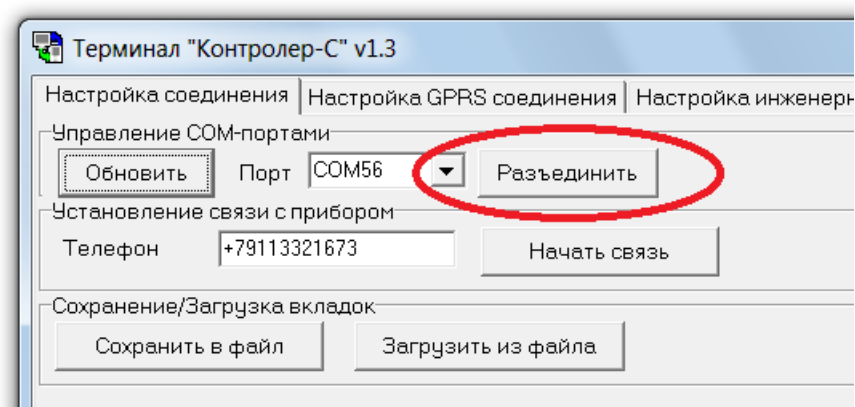 Терминал "Контролер-С" v1.3
Настройка соединения Настройка GPRS соединения Настройка инженерн
Управление COM-портами
Обновить Порт COM56 Разъединить
Установление связи с прибором
Телефон +79113321673 Начать связь
Сохранение/Загрузка вкладок
Сохранить в файл Загрузить из файла